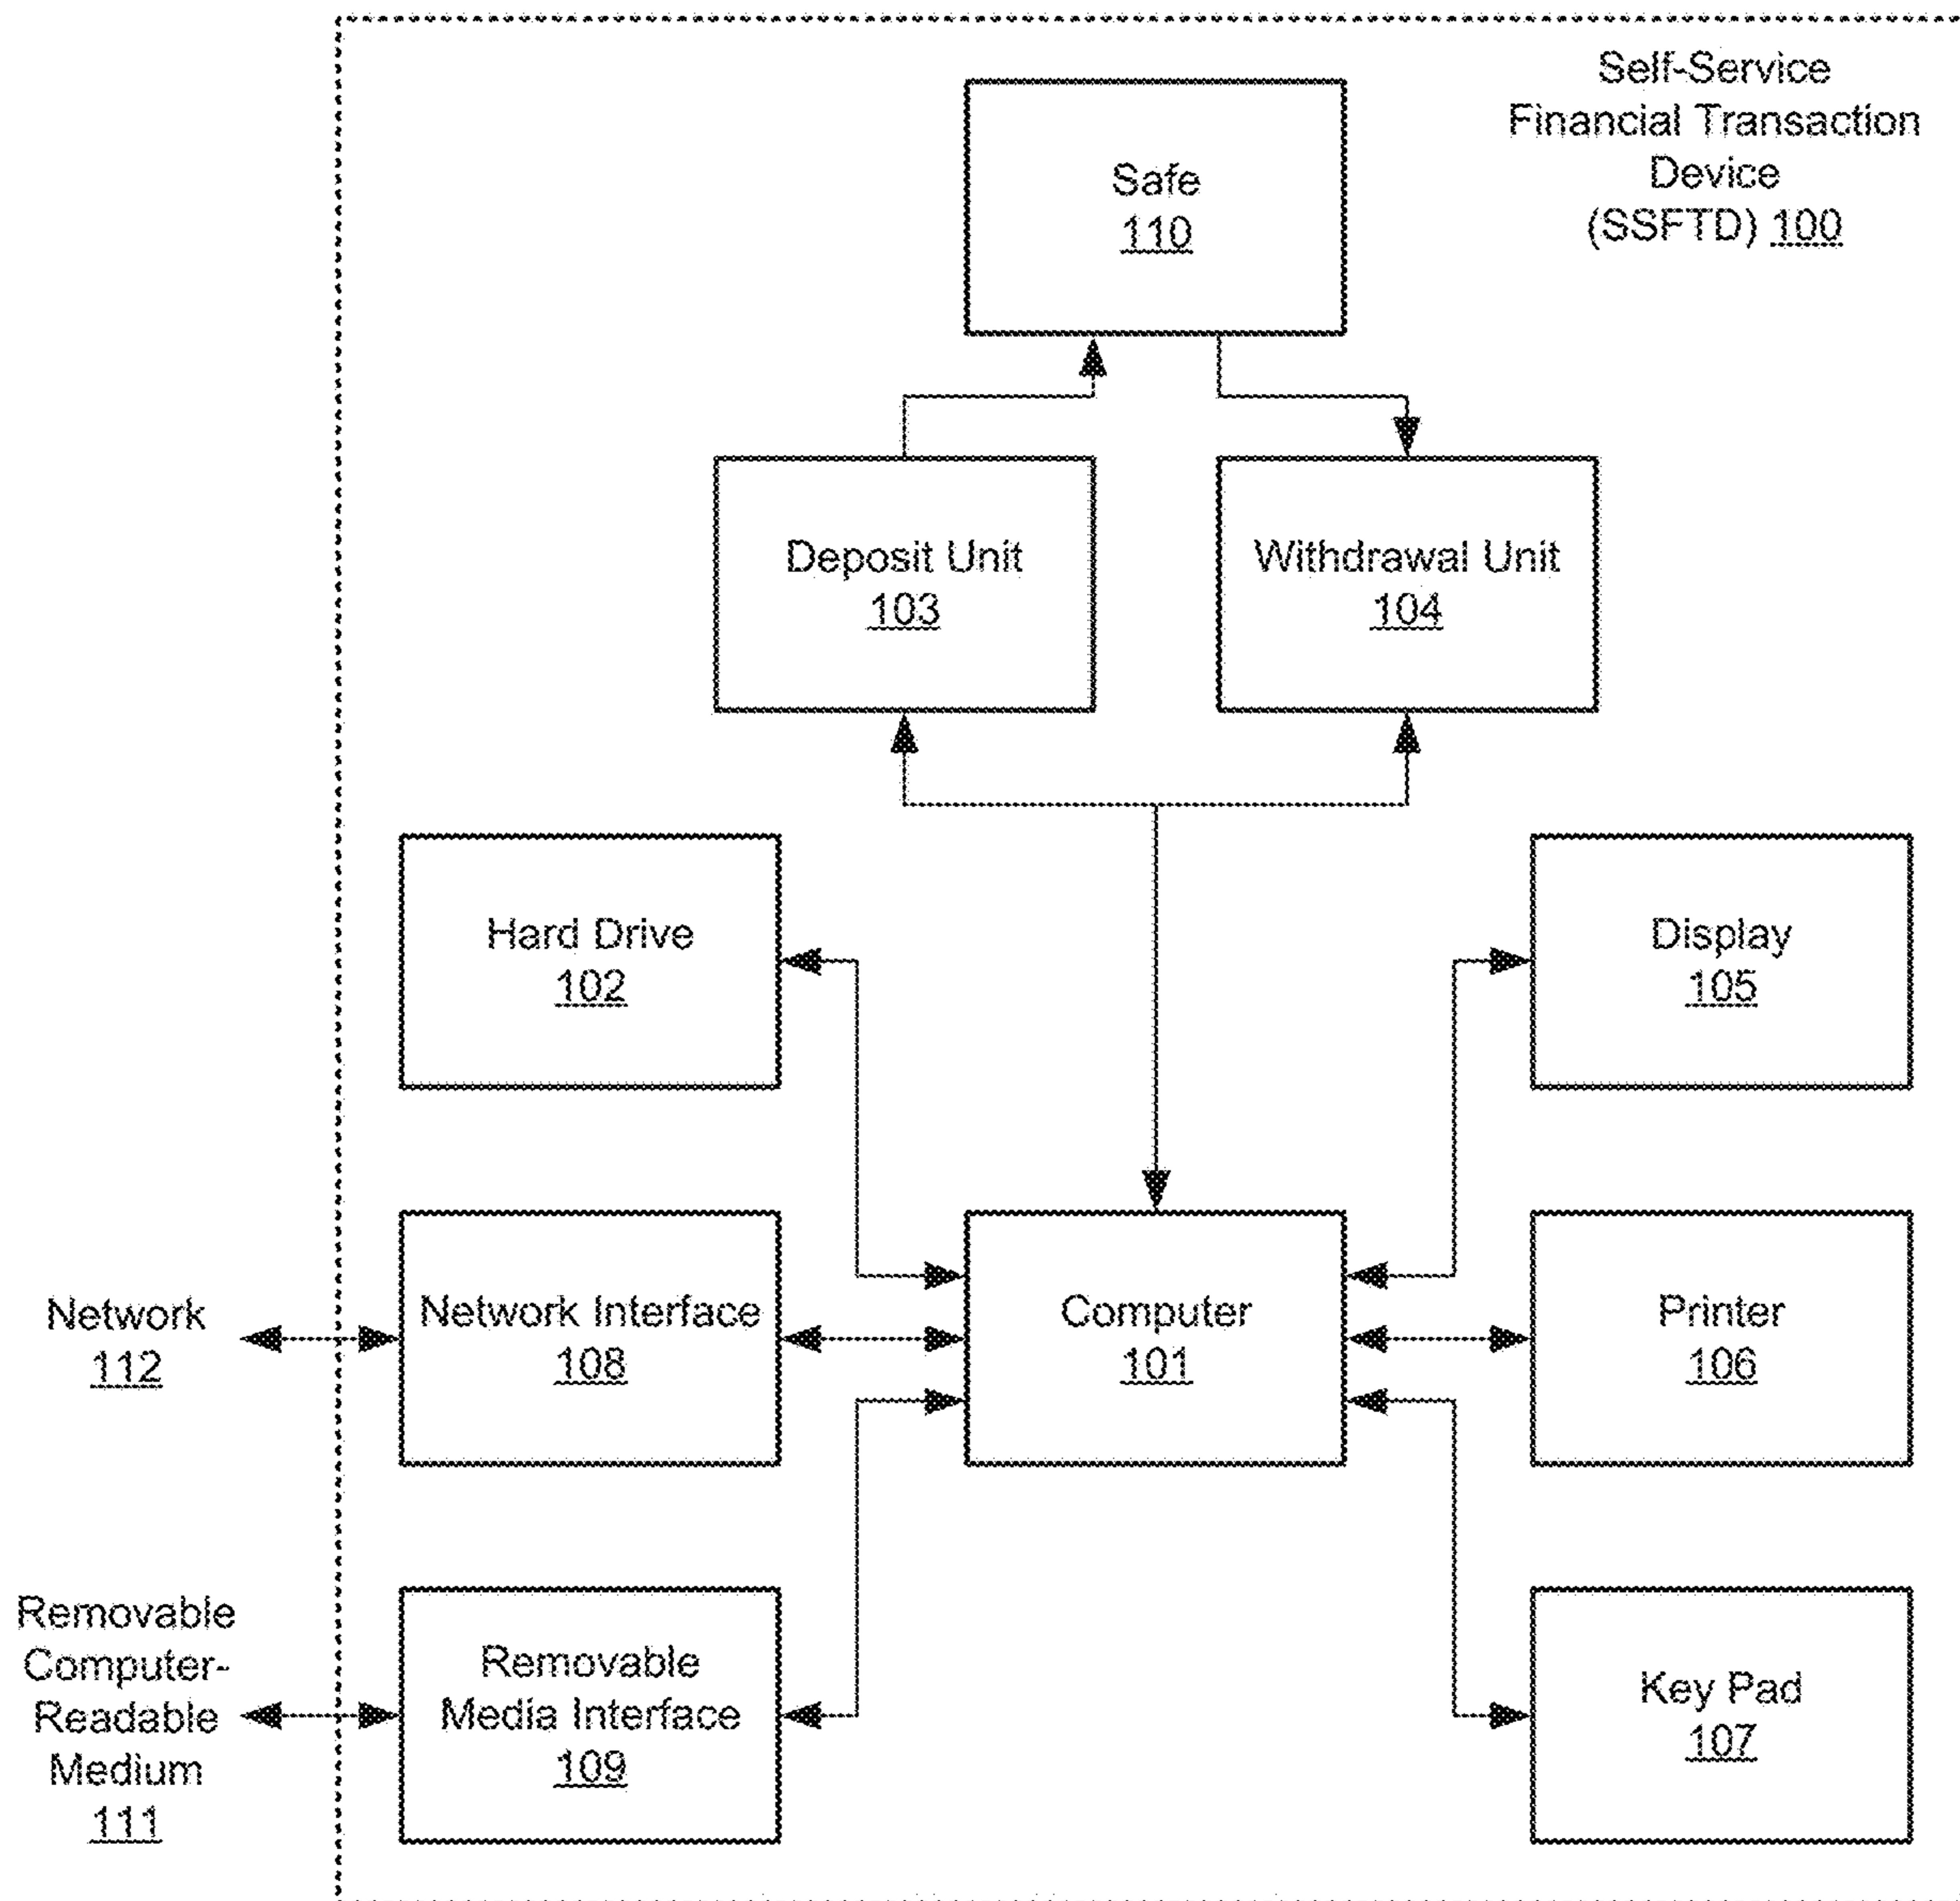 Self-Service
Financial Transaction
Device
(SSFTD) 100
Safe
110
Deposit Unit
103
Withdrawal Unit
104
Hard Drive
102
Display
105
Network
112
Network Interface
108
Computer
101
Printer
106
Removable
Computer-
Readable
Medium
111
Removable
Media Interface
109
Key Pad
107